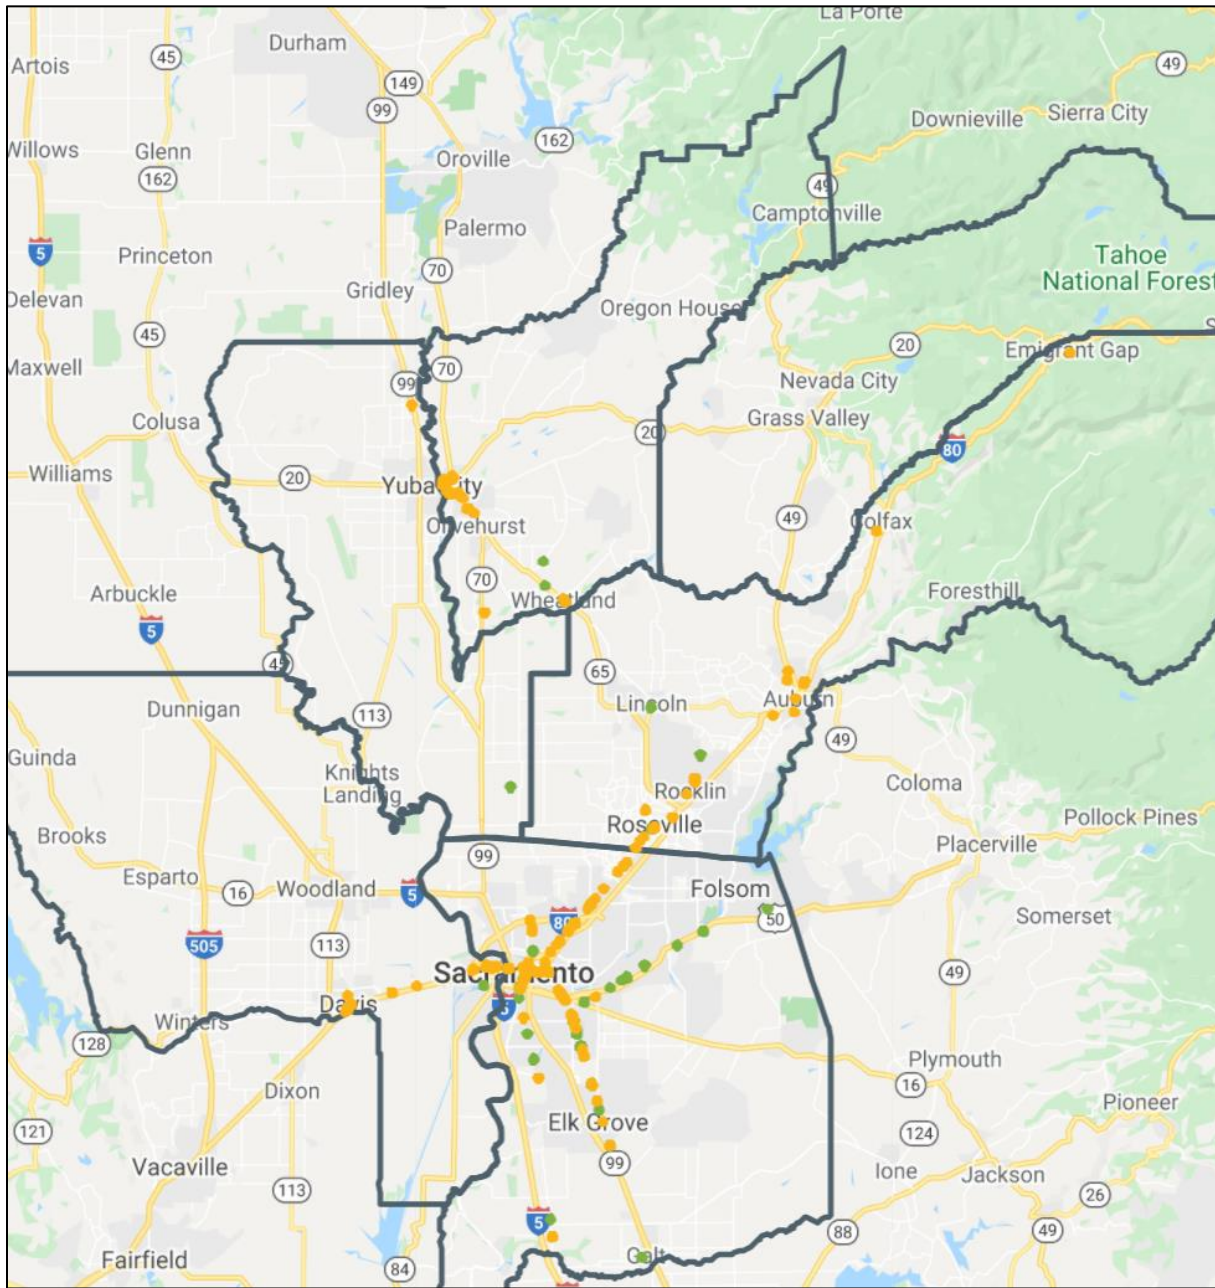 La Porte
Durham
Artois
45
149
99
49
Sierra City
Downieville
Willows
Glenn
162
Oroville
162
49
Camptonville
Palermo
5
Princeton
70
Tahoe
National Forest
Gridley
Delevan
Oregon House
45
20
Emigrant Gap
Maxwell
99
70
Nevada City
Colusa
Grass Valley
20
80
Williams
20
Yuba City
49
Colfax
Olivehurst
70
Arbuckle
Wheatland
Foresthill
5
45
65
Auburn
Lincoln
Dunnigan
113
49
Guinda
Knights
Landing
Rocklin
Coloma
Roseville
Pollock Pines
Brooks
99
Placerville
Esparto
16
Woodland
5
Folsom
50
80
Somerset
505
113
Sacramento
49
Davis
5
Winters
128
Plymouth
Dixon
16
Pioneer
121
Elk Grove
124
Vacaville
99
Ione
Jackson
113
26
5
88
49
Fairfield
84
Galt